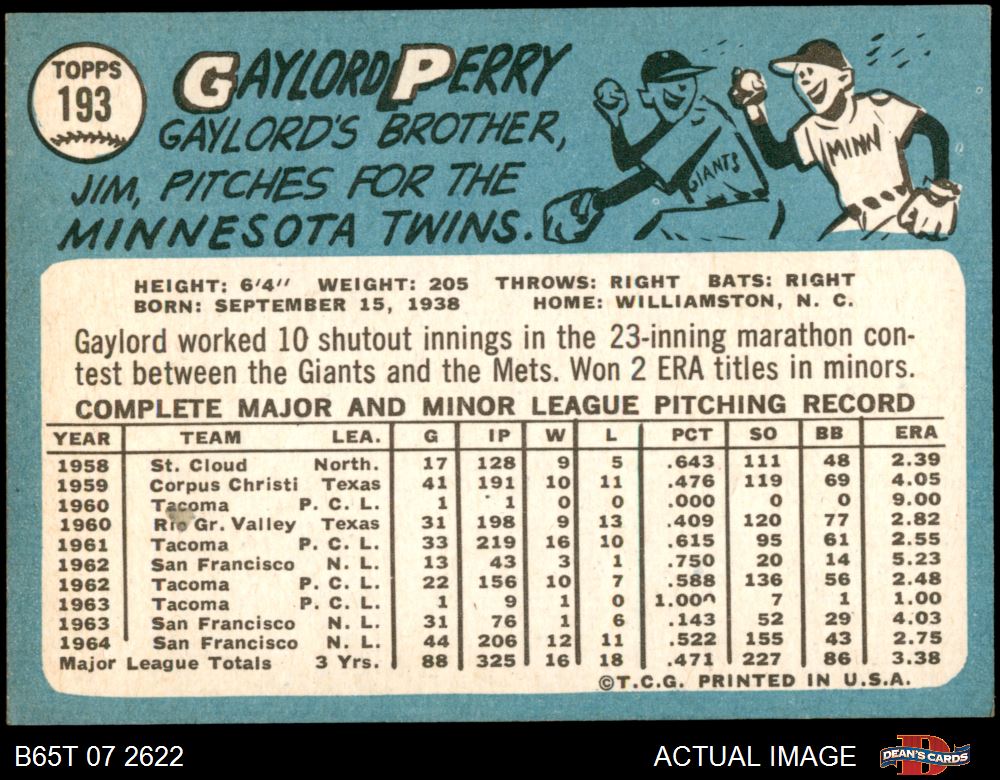 TOPPS
193
GAYLORD PERRY
GAYLORD'S BROTHER,
JIM, PITCHES FOR THE
MINNESOTA TWINS.
GIANTS
MINN
HEIGHT: 6'4" WEIGHT: 205 THROWS: RIGHT BATS: RIGHT
BORN: SEPTEMBER 15, 1938 HOME: WILLIAMSTON, N. C.
Gaylord worked 10 shutout innings in the 23-inning marathon con-
test between the Giants and the Mets. Won 2 ERA titles in minors.
COMPLETE MAJOR AND MINOR LEAGUE PITCHING RECORD
YEAR TEAM LEA. G IP W L PCT SO BB ERA
1958 St. Cloud North. 17 128 9 5 .643 111 48 2.39
1959 Corpus Christi Texas 41 191 10 11 .476 119 69 4.05
1960 Tacoma P. C. L. 1 1 0 0 .000 0 0 9.00
1960 Rio Gr. Valley Texas 31 198 9 13 .409 120 77 2.82
1961 Tacoma P. C. L. 33 219 16 10 .615 95 61 2.55
1962 San Francisco N. L. 13 43 3 1 .750 20 14 5.23
1962 Tacoma P. C. L. 22 156 10 7 .588 136 56 2.48
1963 Tacoma P. C. L. 1 9 1 0 1.000 7 1 1.00
1963 San Francisco N. L. 31 76 1 6 .143 52 29 4.03
1964 San Francisco N. L. 44 206 12 11 .522 155 43 2.75
Major League Totals 3 Yrs. 88 325 16 18 .471 227 86 3.38
©T.C.G. PRINTED IN U.S.A.
B65T 07 2622 ACTUAL IMAGE D DEAN'S CARDS